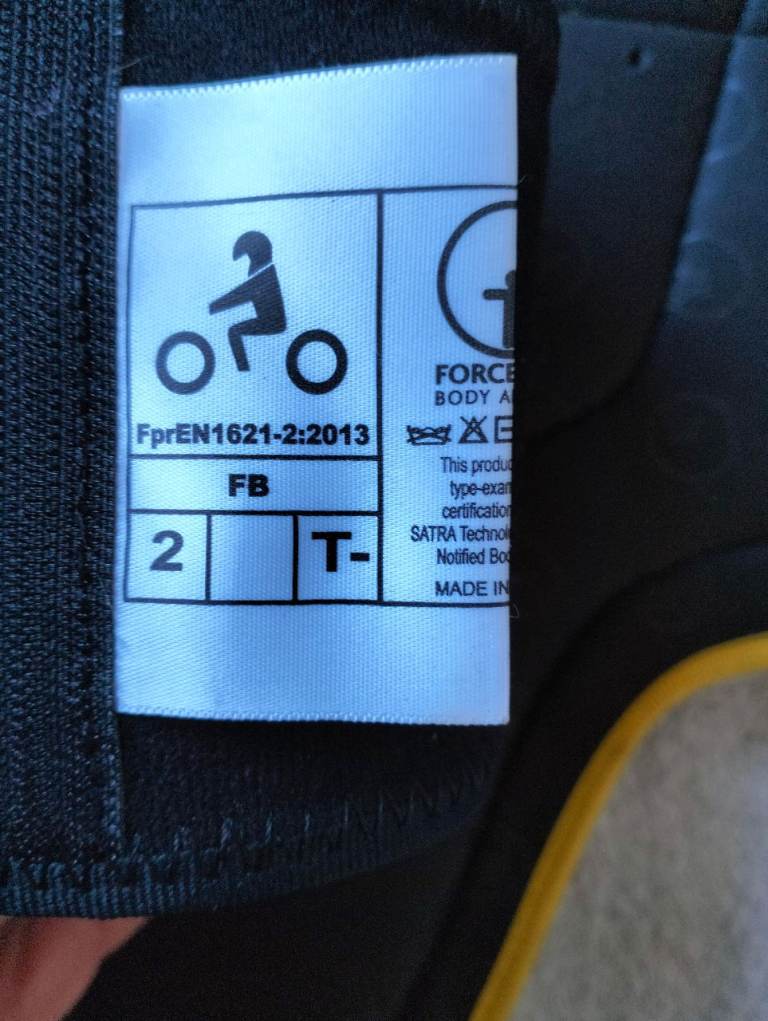 FprEN1621-2:2013
FB
2
T-
FORCE
BODY A
This produc
type-exam
certification
SATRA Technol
Notified Bod
MADE IN